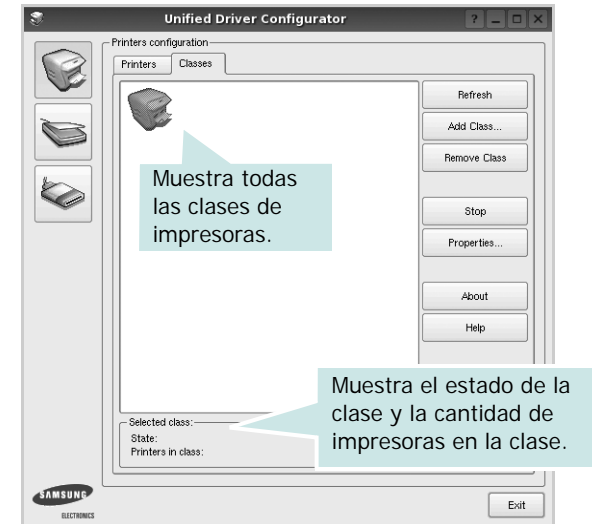 Unified Driver Configurator
Printers configuration
Printers
Classes
Refresh
Add Class...
Remove Class
Muestra todas
las clases de
impresoras.
Stop
Properties...
About
Help
Muestra el estado de la
clase y la cantidad de
impresoras en la clase.
Selected class:
State:
Printers in class:
SAMSUNG
ELECTRONICS
Exit